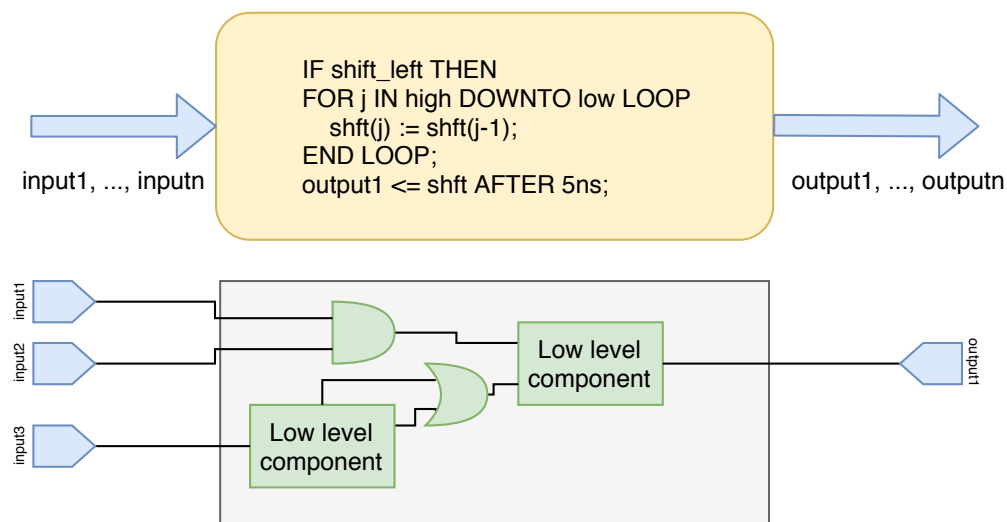 IF shift_left THEN
FOR j IN high DOWNTO low LOOP
shft(j) := shft(j-1);
END LOOP;
output1 <= shft AFTER 5ns;
input1, ..., inputn
output1, ..., outputn
input1
input2
input3
Low level
component
Low level
component
output1